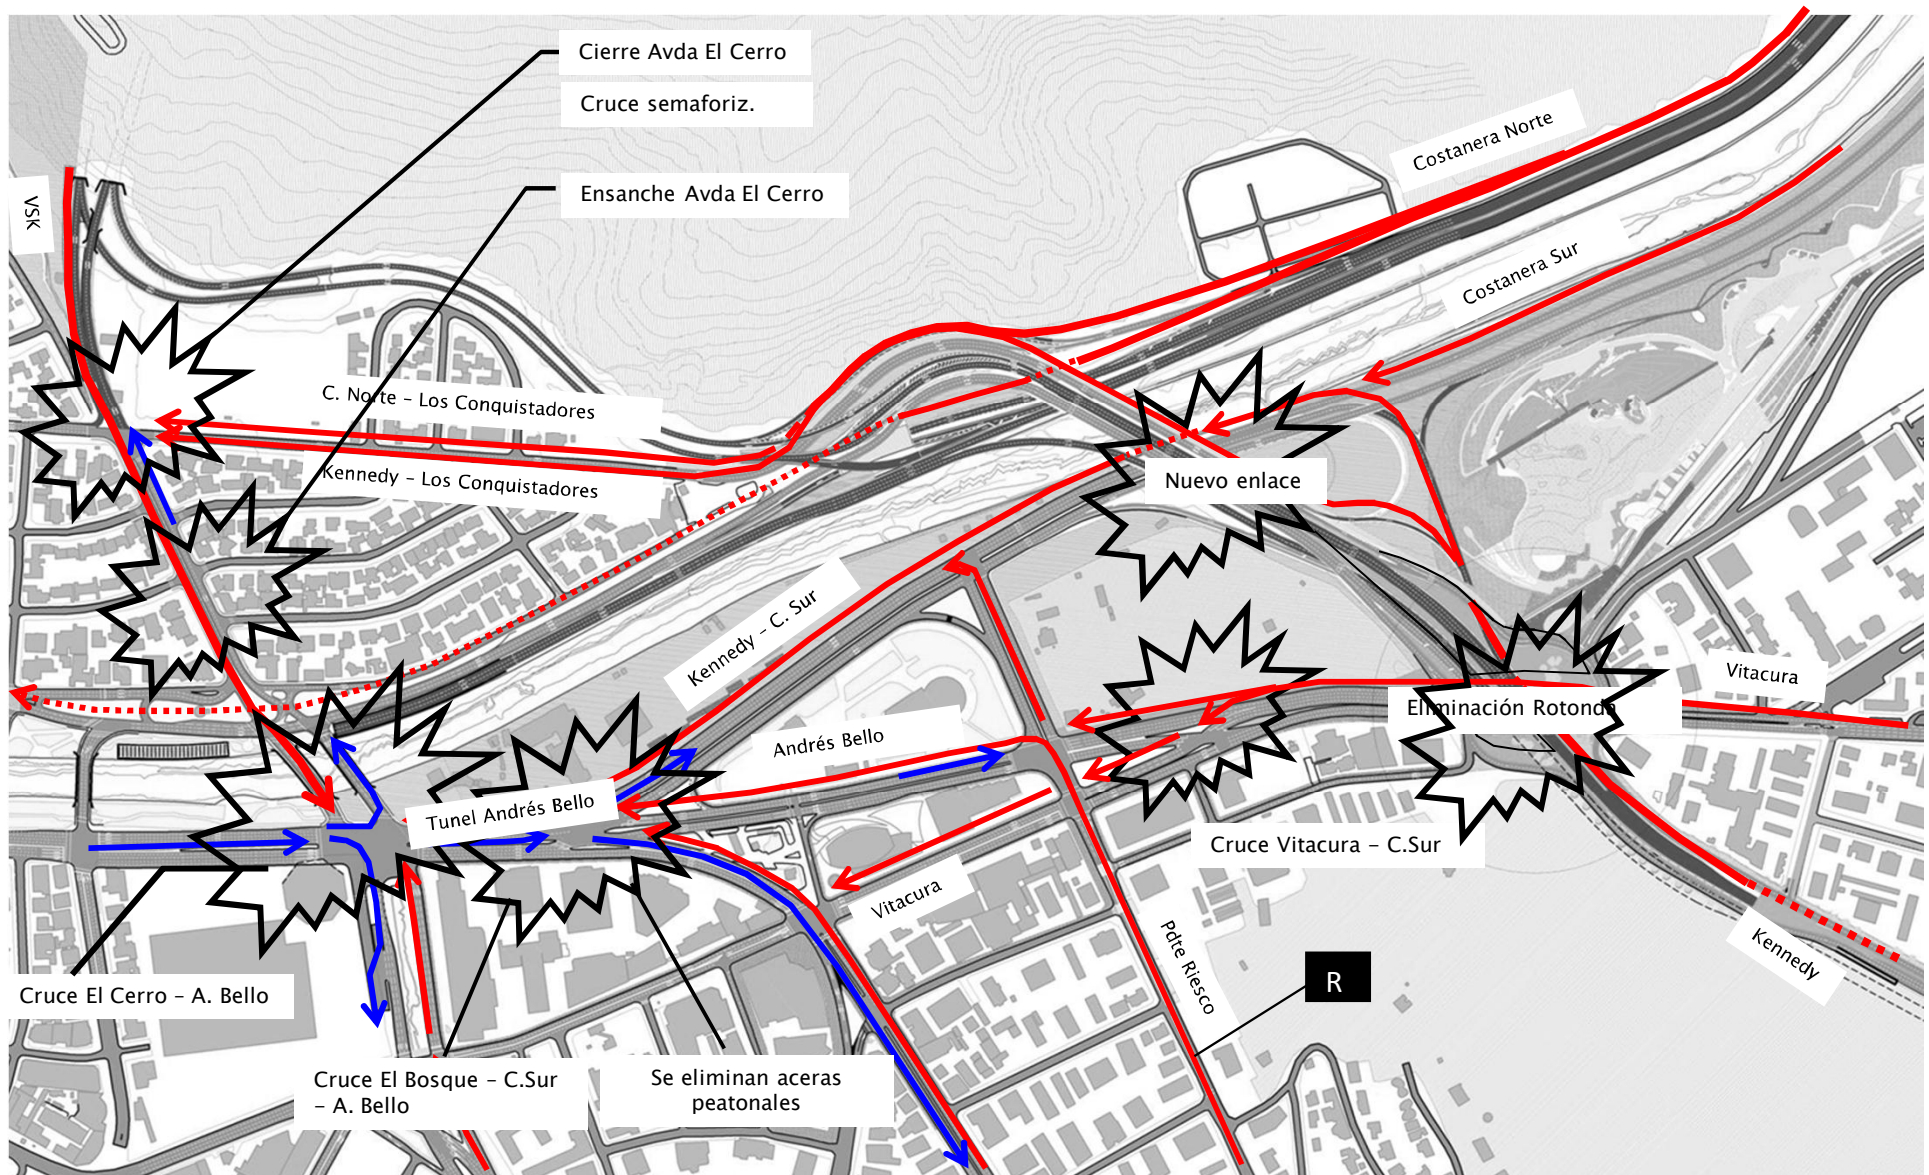 Cierre Avda El Cerro
Cruce semaforiz.
Ensanche Avda El Cerro
VSK
Costanera Norte
Costanera Sur
C. Norte – Los Conquistadores
Kennedy – Los Conquistadores
Nuevo enlace
Kennedy – C. Sur
Vitacura
Eliminación Rotonda
Andrés Bello
Tunel Andrés Bello
Cruce Vitacura – C.Sur
Vitacura
Pdte Riesco
Kennedy
R
Cruce El Cerro – A. Bello
Cruce El Bosque – C.Sur
– A. Bello
Se eliminan aceras
peatonales